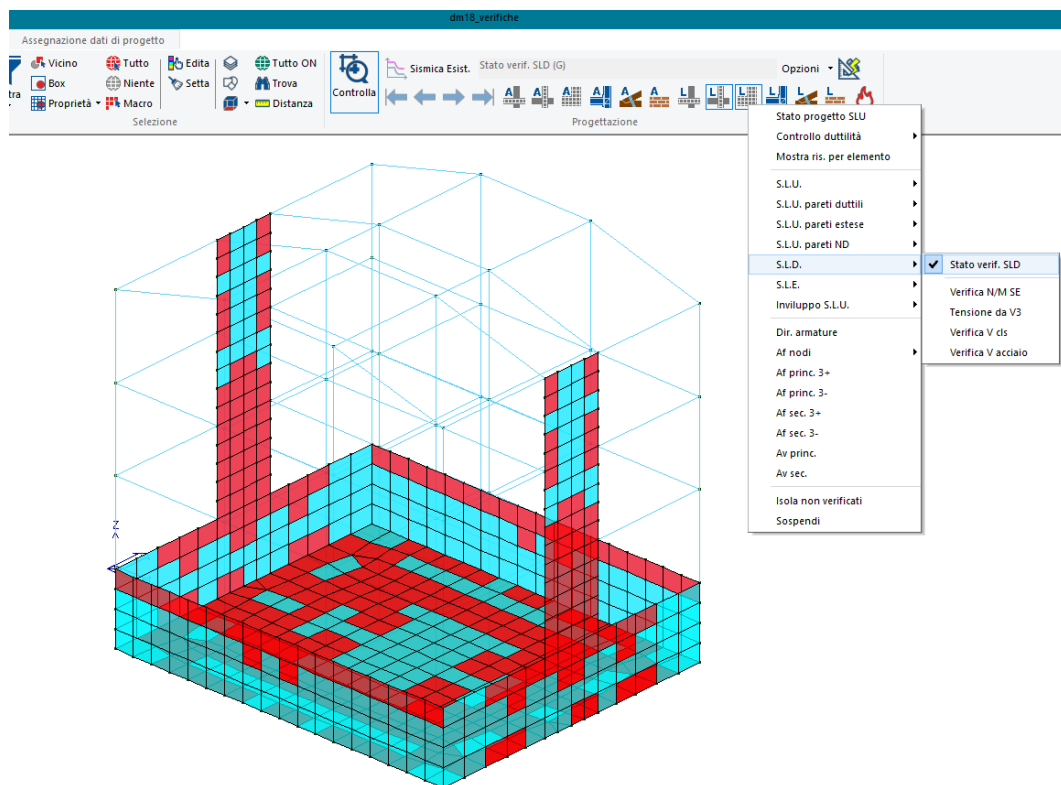 dm18_verifiche
Assegnazione dati di progetto
Vicino
Tutto
Edita
Tutto ON
Box
Niente
Setta
Trova
tra
Proprietà
Macro
Distanza
Selezione
Controlla
Sismica Esist.
Stato verif. SLD (G)
Opzioni
A A A A A A L L L L L L
Progettazione
Stato progetto SLU
Controllo duttilità
Mostra ris. per elemento
S.L.U.
S.L.U. pareti duttili
S.L.U. pareti estese
S.L.U. pareti ND
S.L.D.
S.L.E.
Inviluppo S.L.U.
Dir. armature
Af nodi
Af princ. 3+
Af princ. 3-
Af sec. 3+
Af sec. 3-
Av princ.
Av sec.
Isola non verificati
Sospendi
Stato verif. SLD
Verifica N/M SE
Tensione da V3
Verifica V cls
Verifica V acciaio
Z